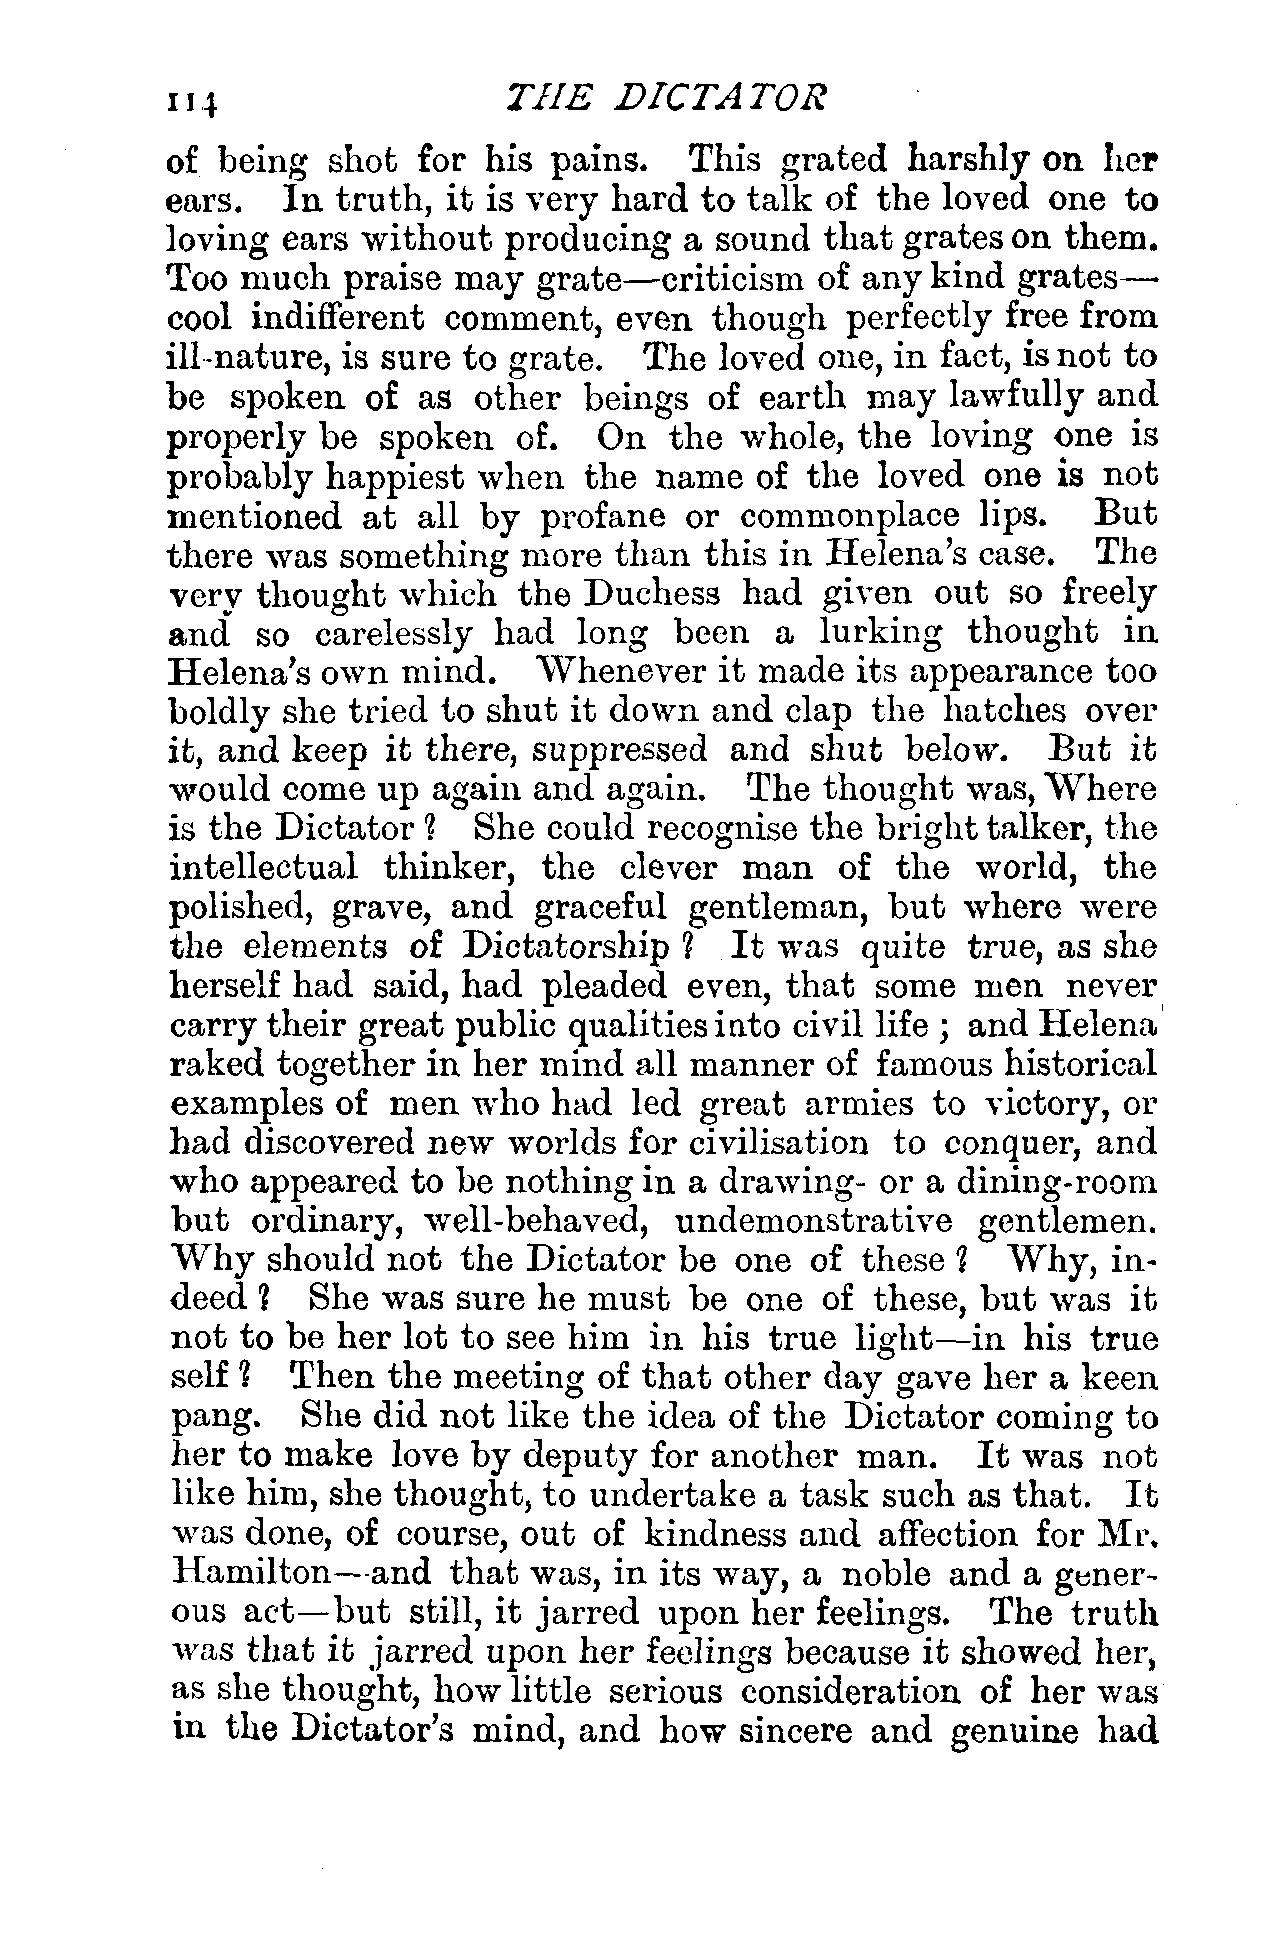 114 THE DICTATOR
of being shot for his pains. This grated harshly on her
ears. In truth, it is very hard to talk of the loved one to
loving ears without producing a sound that grates on them.
Too much praise may grate—criticism of any kind grates—
cool indifferent comment, even though perfectly free from
ill-nature, is sure to grate. The loved one, in fact, is not to
be spoken of as other beings of earth may lawfully and
properly be spoken of. On the whole, the loving one is
probably happiest when the name of the loved one is not
mentioned at all by profane or commonplace lips. But
there was something more than this in Helena's case. The
very thought which the Duchess had given out so freely
and so carelessly had long been a lurking thought in
Helena's own mind. Whenever it made its appearance too
boldly she tried to shut it down and clap the hatches over
it, and keep it there, suppressed and shut below. But it
would come up again and again. The thought was, Where
is the Dictator ? She could recognise the bright talker, the
intellectual thinker, the clever man of the world, the
polished, grave, and graceful gentleman, but where were
the elements of Dictatorship ? It was quite true, as she
herself had said, had pleaded even, that some men never
carry their great public qualities into civil life ; and Helena
raked together in her mind all manner of famous historical
examples of men who had led great armies to victory, or
had discovered new worlds for civilisation to conquer, and
who appeared to be nothing in a drawing- or a dining-room
but ordinary, well-behaved, undemonstrative gentlemen.
Why should not the Dictator be one of these ? Why, in-
deed ? She was sure he must be one of these, but was it
not to be her lot to see him in his true light—in his true
self ? Then the meeting of that other day gave her a keen
pang. She did not like the idea of the Dictator coming to
her to make love by deputy for another man. It was not
like him, she thought, to undertake a task such as that. It
was done, of course, out of kindness and affection for Mr.
Hamilton—and that was, in its way, a noble and a gener-
ous act—but still, it jarred upon her feelings. The truth
was that it jarred upon her feelings because it showed her,
as she thought, how little serious consideration of her was
in the Dictator's mind, and how sincere and genuine had